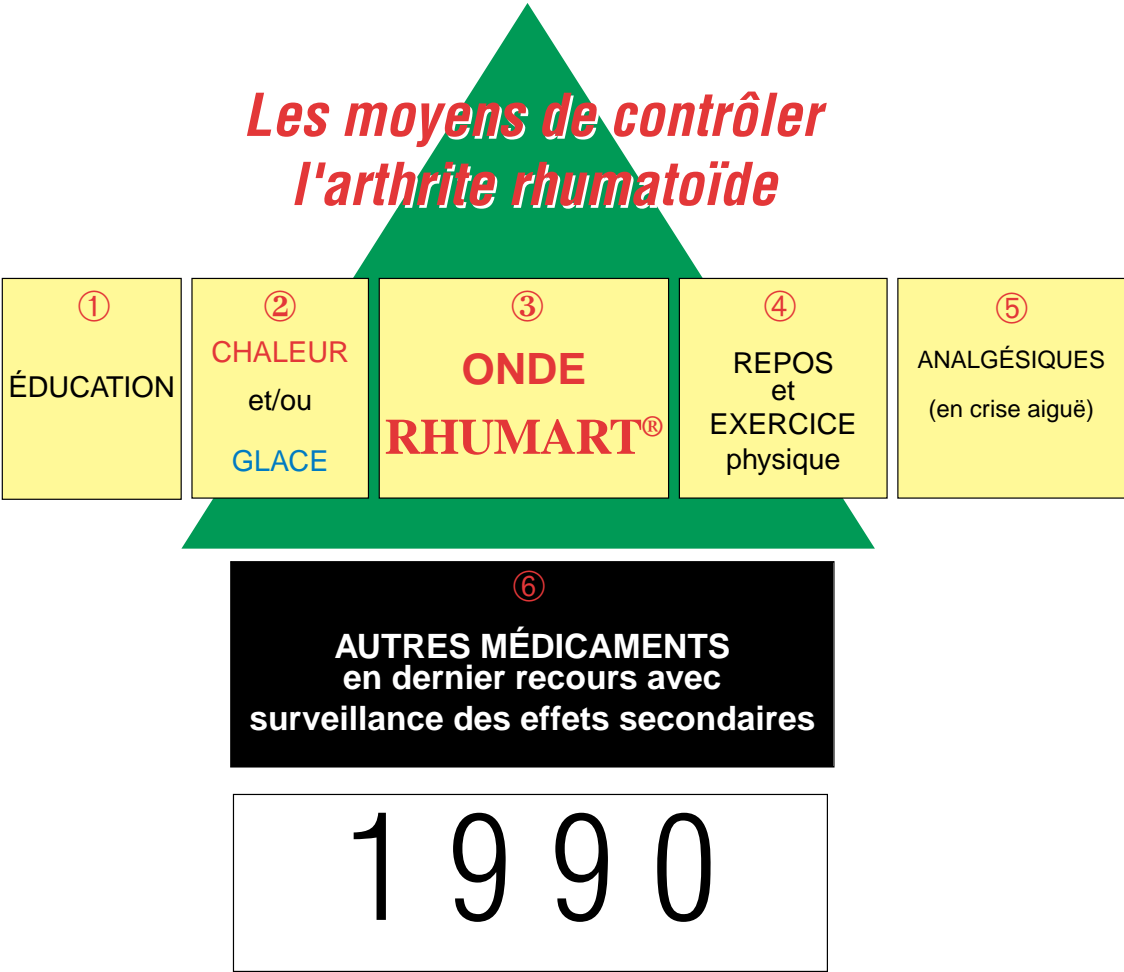 Les moyens de contrôler
l'arthrite rhumatoïde
①
ÉDUCATION
②
CHALEUR
et/ou
GLACE
③
ONDE
RHUMART®
④
REPOS
et
EXERCICE
physique
⑤
ANALGÉSIQUES
(en crise aiguë)
⑥
AUTRES MÉDICAMENTS
en dernier recours avec
surveillance des effets secondaires
1990